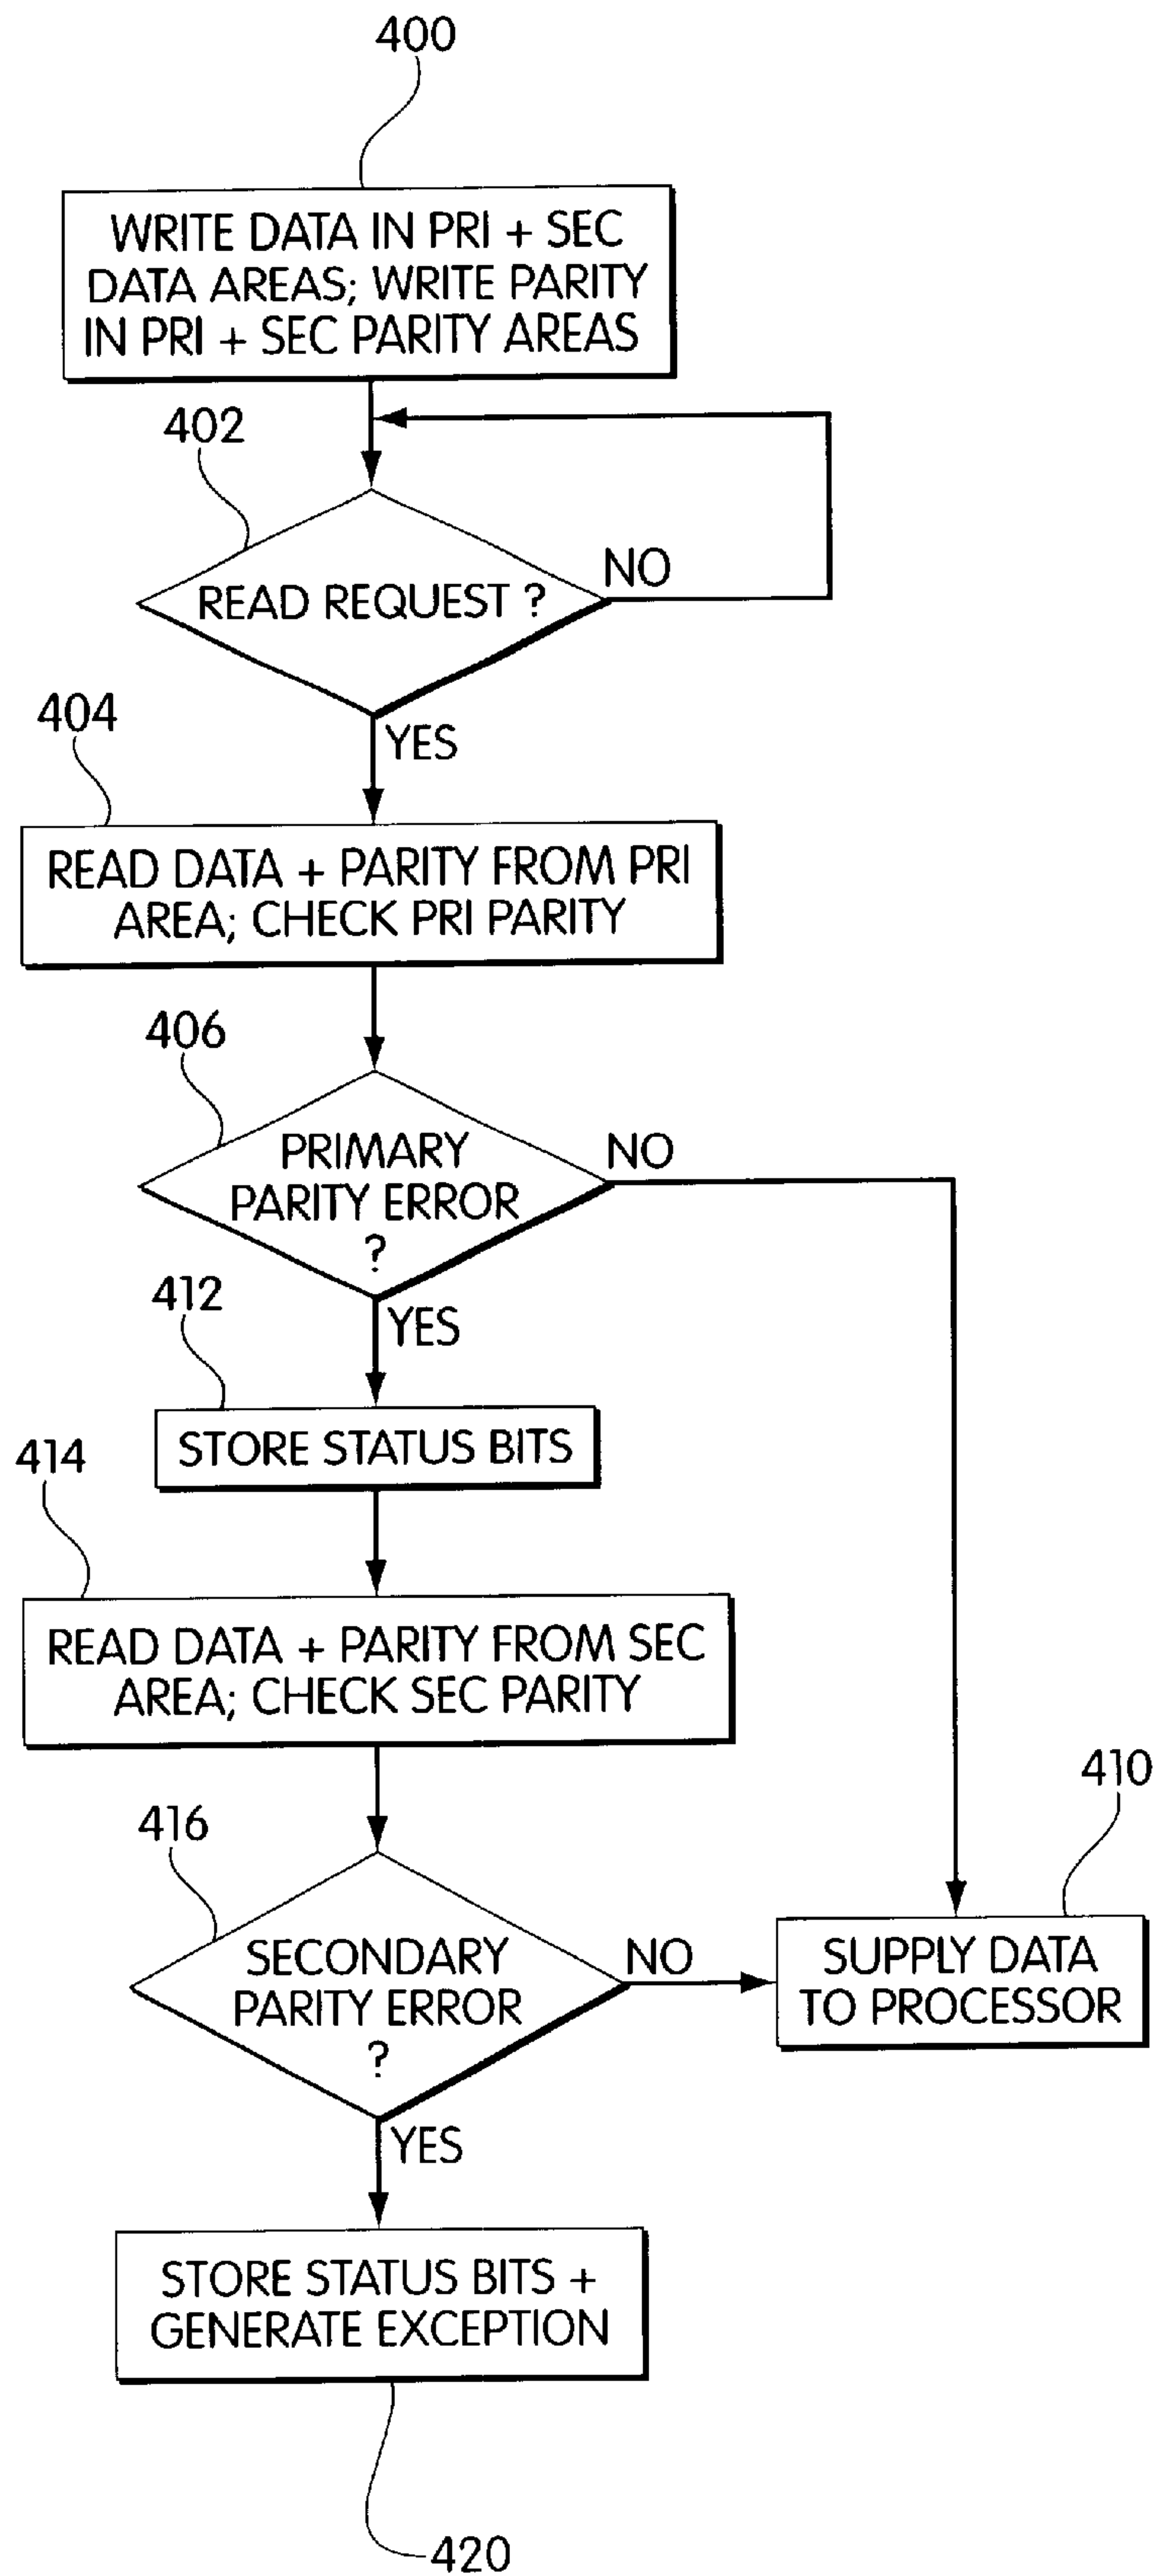 400
WRITE DATA IN PRI + SEC
DATA AREAS; WRITE PARITY
IN PRI + SEC PARITY AREAS
402
READ REQUEST ?
NO
YES
404
READ DATA + PARITY FROM PRI
AREA; CHECK PRI PARITY
406
PRIMARY
PARITY ERROR
?
NO
YES
412
STORE STATUS BITS
414
READ DATA + PARITY FROM SEC
AREA; CHECK SEC PARITY
416
SECONDARY
PARITY ERROR
?
NO
410
SUPPLY DATA
TO PROCESSOR
YES
STORE STATUS BITS +
GENERATE EXCEPTION
420